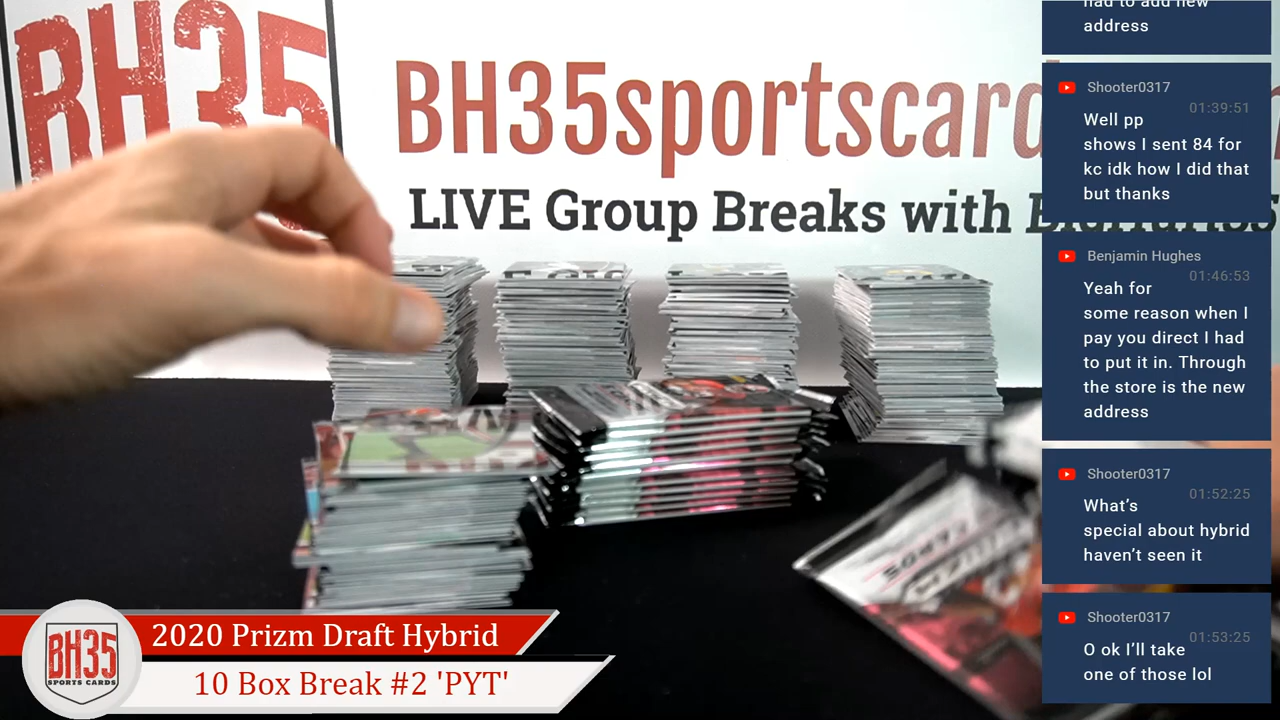 BH35
BH35sportscard
LIVE Group Breaks with
had to add new
address
Shooter0317
01:39:51
Well pp
shows I sent 84 for
kc idk how I did that
but thanks
Benjamin Hughes
01:46:53
Yeah for
some reason when I
pay you direct I had
to put it in. Through
the store is the new
address
Shooter0317
01:52:25
What's
special about hybrid
haven't seen it
Shooter0317
01:53:25
O ok I'll take
one of those lol
BH35
SPORTS CARDS
2020 Prizm Draft Hybrid
10 Box Break #2 'PYT'